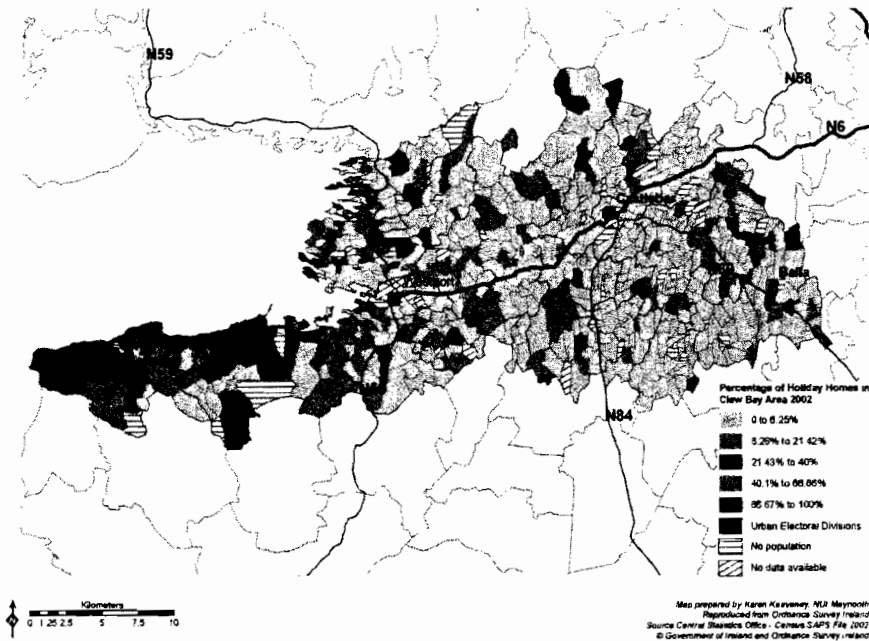 N59
N58
N6
Balla
N84
Percentage of Holiday Homes in
Clew Bay Area 2002
0 to 6.25%
6.26% to 21.42%
21.43% to 40%
40.1% to 66.66%
66.67% to 100%
Urban Electoral Divisions
No population
No data available
Kilometers
0 1.25 2.5 5 7.5 10
N
Map prepared by Karen Keaveney, NUI Maynooth
Reproduced from Ordnance Survey Ireland
Source Central Statistics Office - Census SAPS File 2002
© Government of Ireland and Ordnance Survey Ireland